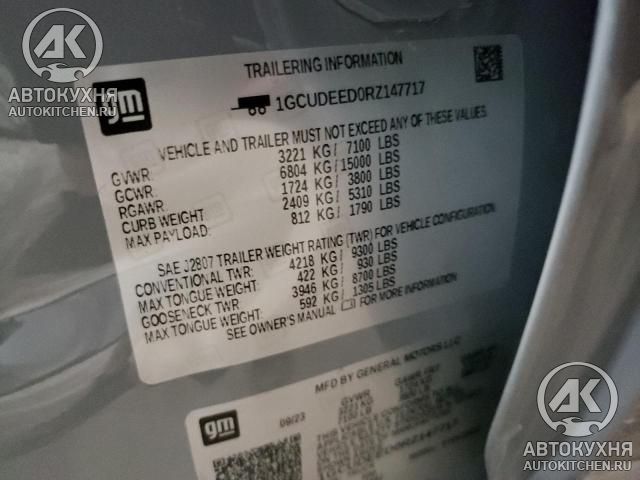 AK
АВТОКУХНЯ
AUTOKITCHEN.RU
gm
TRAILERING INFORMATION
1GCUDEED0RZ147717
VEHICLE AND TRAILER MUST NOT EXCEED ANY OF THESE VALUES
GVWR: 3221 KG/ 7100 LBS
GCWR: 6804 KG/ 15000 LBS
RGAWR: 1724 KG/ 3800 LBS
CURB WEIGHT: 2409 KG/ 5310 LBS
MAX PAYLOAD: 812 KG/ 1790 LBS
SAE J2807 TRAILER WEIGHT RATING (TWR) FOR VEHICLE CONFIGURATION
CONVENTIONAL TWR: 4218 KG/ 9300 LBS
MAX TONGUE WEIGHT: 422 KG/ 930 LBS
GOOSENECK TWR: 3946 KG/ 8700 LBS
MAX TONGUE WEIGHT: 592 KG/ 1305 LBS
SEE OWNER'S MANUAL FOR MORE INFORMATION
MFD BY GENERAL MOTORS LLC
gm
09/23
GVWR
GAWR
AK
АВТОКУХНЯ
AUTOKITCHEN.RU